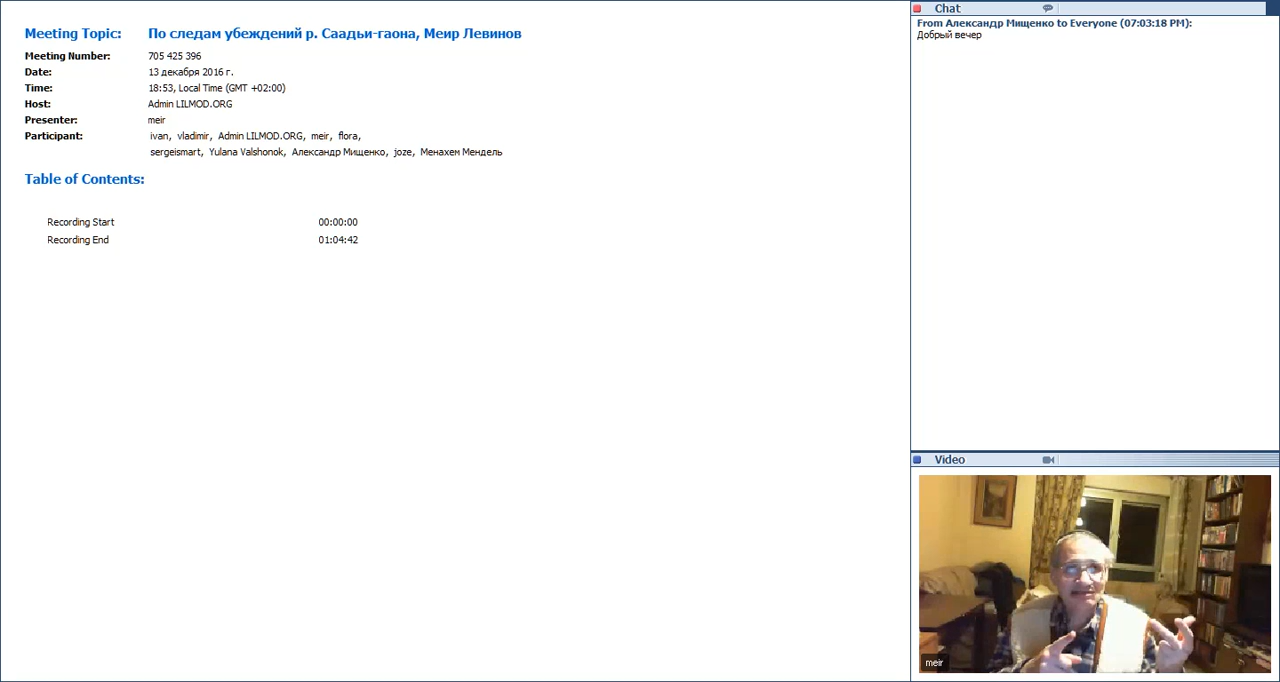 Meeting Topic: По следам убеждений р. Саадьи-гаона, Меир Левинов
Meeting Number: 705 425 396
Date: 13 декабря 2016 г.
Time: 18:53, Local Time (GMT +02:00)
Host: Admin LILMOD.ORG
Presenter: meir
Participant: ivan, vladimir, Admin LILMOD.ORG, meir, flora,
sergeismart, Yulana Valshonok, Александр Мищенко, joze, Менахем Мендель
Table of Contents:
Recording Start 00:00:00
Recording End 01:04:42
Chat
From Александр Мищенко to Everyone (07:03:18 PM):
Добрый вечер
Video
meir